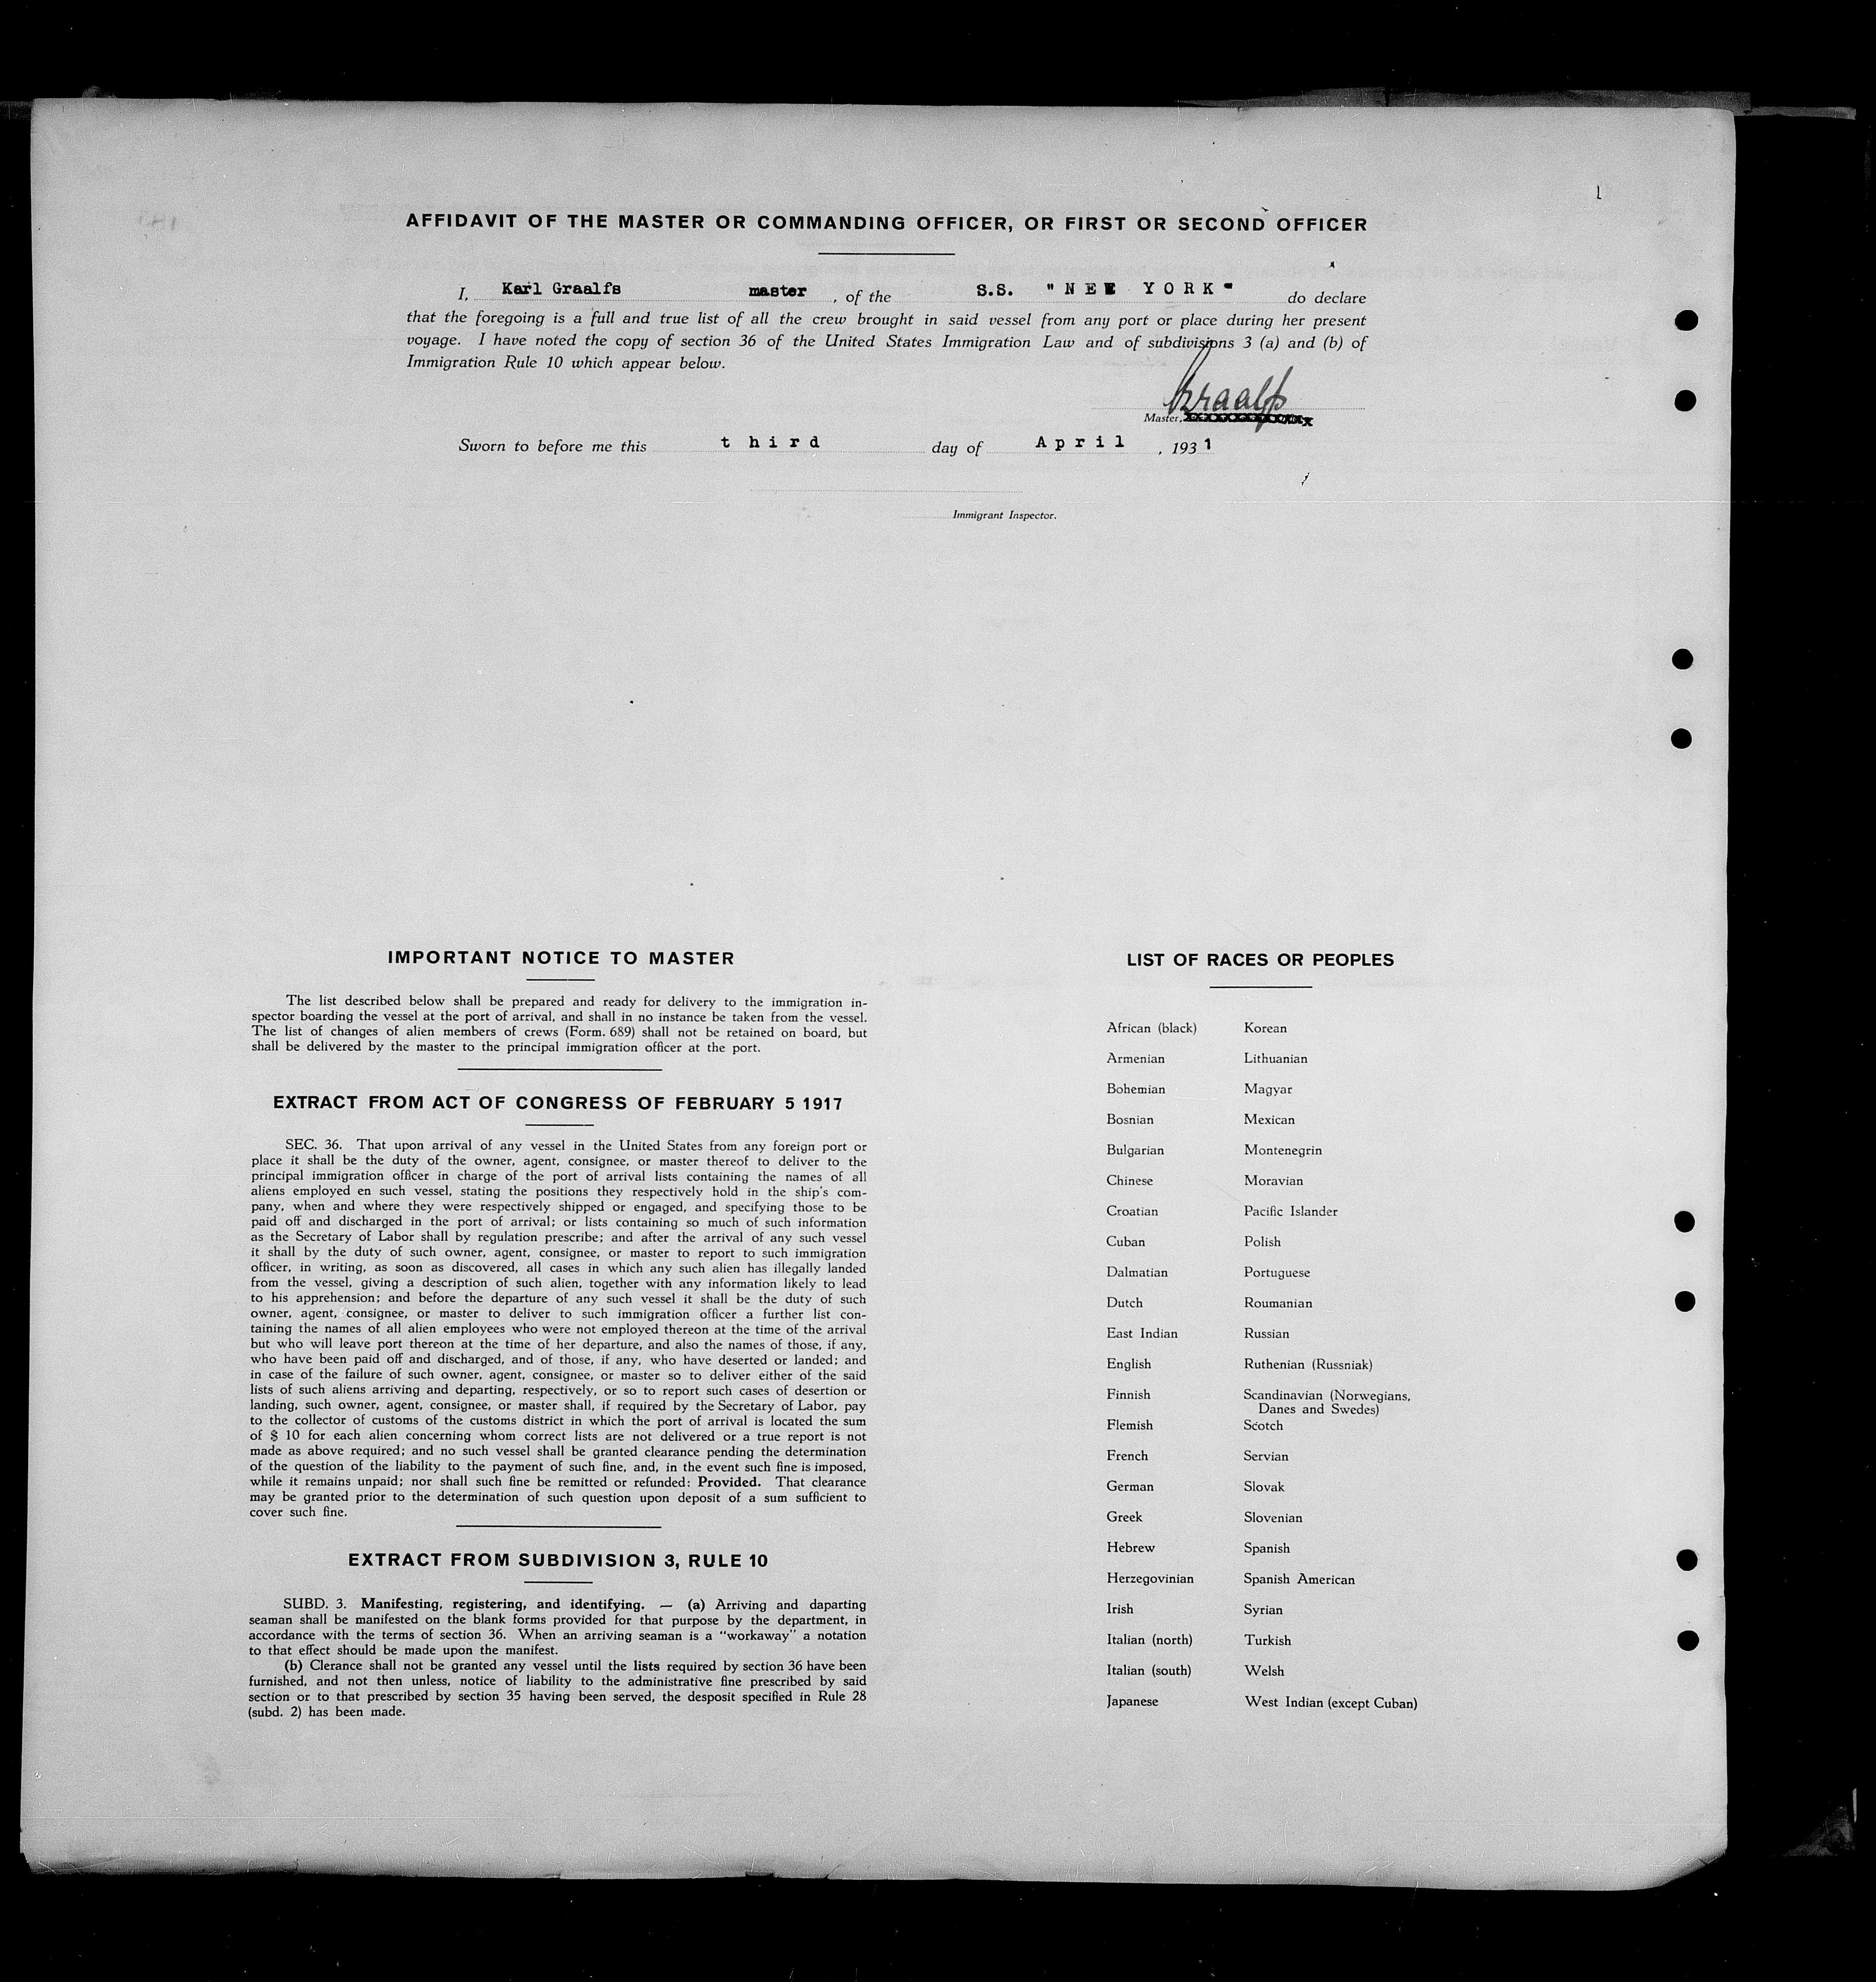 AFFIDAVIT OF THE MASTER OR COMMANDING OFFICER, OR FIRST OR SECOND OFFICER
I, Karl Graalfs master , of the S.S. "NEW YORK" do declare
that the foregoing is a full and true list of all the crew brought in said vessel from any port or place during her present
voyage. I have noted the copy of section 36 of the United States Immigration Law and of subdivisions 3 (a) and (b) of
Immigration Rule 10 which appear below.
Graalfs
Master,
Sworn to before me this third day of April , 1931
Immigrant Inspector.
IMPORTANT NOTICE TO MASTER
The list described below shall be prepared and ready for delivery to the immigration in-
spector boarding the vessel at the port of arrival, and shall in no instance be taken from the vessel.
The list of changes of alien members of crews (Form. 689) shall not be retained on board, but
shall be delivered by the master to the principal immigration officer at the port.
EXTRACT FROM ACT OF CONGRESS OF FEBRUARY 5 1917
SEC. 36. That upon arrival of any vessel in the United States from any foreign port or
place it shall be the duty of the owner, agent, consignee, or master thereof to deliver to the
principal immigration officer in charge of the port of arrival lists containing the names of all
aliens employed en such vessel, stating the positions they respectively hold in the ship's com-
pany, when and where they were respectively shipped or engaged, and specifying those to be
paid off and discharged in the port of arrival; or lists containing so much of such information
as the Secretary of Labor shall by regulation prescribe; and after the arrival of any such vessel
it shall by the duty of such owner, agent, consignee, or master to report to such immigration
officer, in writing, as soon as discovered, all cases in which any such alien has illegally landed
from the vessel, giving a description of such alien, together with any information likely to lead
to his apprehension; and before the departure of any such vessel it shall be the duty of such
owner, agent, consignee, or master to deliver to such immigration officer a further list con-
taining the names of all alien employees who were not employed thereon at the time of the arrival
but who will leave port thereon at the time of her departure, and also the names of those, if any,
who have been paid off and discharged, and of those, if any, who have deserted or landed; and
in case of the failure of such owner, agent, consignee, or master so to deliver either of the said
lists of such aliens arriving and departing, respectively, or so to report such cases of desertion or
landing, such owner, agent, consignee, or master shall, if required by the Secretary of Labor, pay
to the collector of customs of the customs district in which the port of arrival is located the sum
of $ 10 for each alien concerning whom correct lists are not delivered or a true report is not
made as above required; and no such vessel shall be granted clearance pending the determination
of the question of the liability to the payment of such fine, and, in the event such fine is imposed,
while it remains unpaid; nor shall such fine be remitted or refunded: Provided. That clearance
may be granted prior to the determination of such question upon deposit of a sum sufficient to
cover such fine.
EXTRACT FROM SUBDIVISION 3, RULE 10
SUBD. 3. Manifesting, registering, and identifying. — (a) Arriving and daparting
seaman shall be manifested on the blank forms provided for that purpose by the department, in
accordance with the terms of section 36. When an arriving seaman is a "workaway" a notation
to that effect should be made upon the manifest.
(b) Clerance shall not be granted any vessel until the lists required by section 36 have been
furnished, and not then unless, notice of liability to the administrative fine prescribed by said
section or to that prescribed by section 35 having been served, the desposit specified in Rule 28
(subd. 2) has been made.
LIST OF RACES OR PEOPLES
African (black) Korean
Armenian Lithuanian
Bohemian Magyar
Bosnian Mexican
Bulgarian Montenegrin
Chinese Moravian
Croatian Pacific Islander
Cuban Polish
Dalmatian Portuguese
Dutch Roumanian
East Indian Russian
English Ruthenian (Russniak)
Finnish Scandinavian (Norwegians,
Danes and Swedes)
Flemish Scotch
French Servian
German Slovak
Greek Slovenian
Hebrew Spanish
Herzegovinian Spanish American
Irish Syrian
Italian (north) Turkish
Italian (south) Welsh
Japanese West Indian (except Cuban)